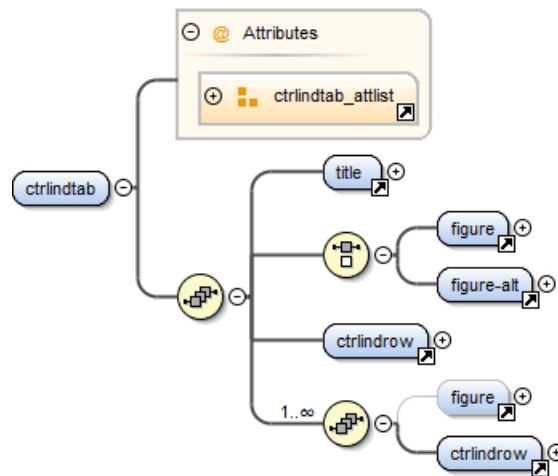 @ Attributes
ctrlindtab_attlist
ctrlindtab
title
figure
figure-alt
ctrlindrow
1..∞
figure
ctrlindrow